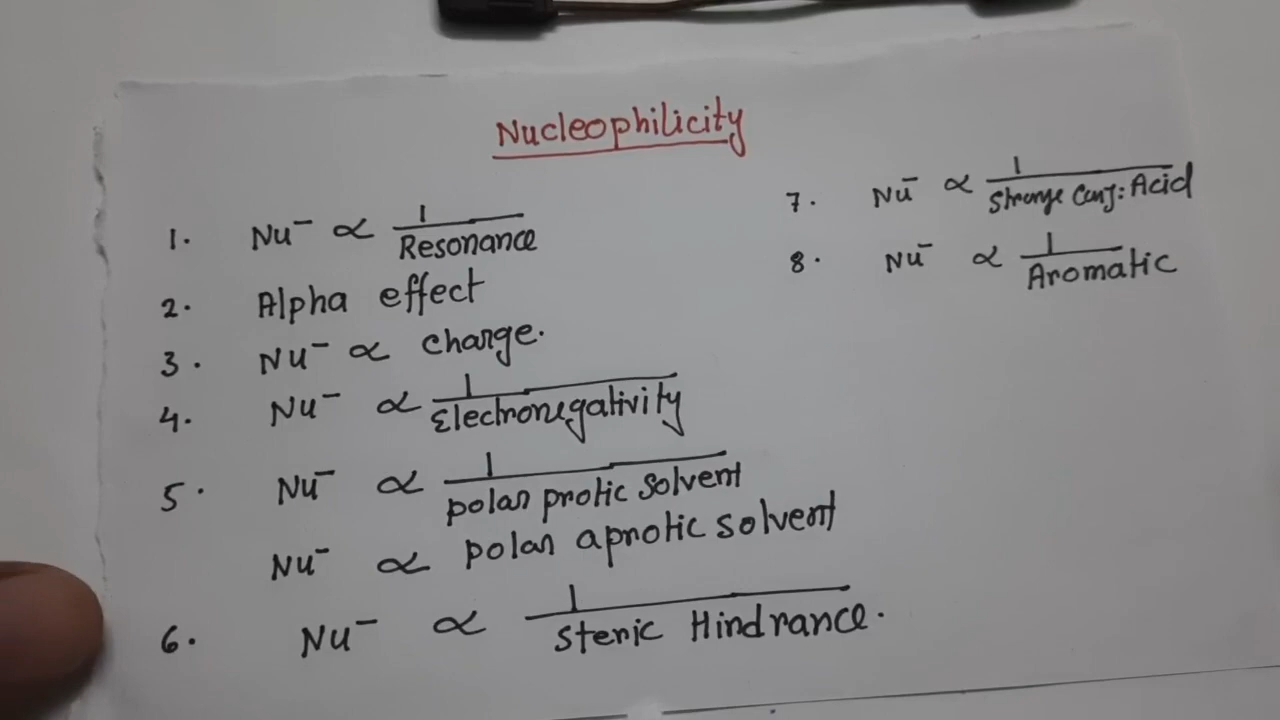 Nucleophilicity
1. Nu⁻ ∝ 1/Resonance
2. Alpha effect
3. Nu⁻ ∝ charge.
4. Nu⁻ ∝ 1/Electronegativity
5. Nu⁻ ∝ 1/polar protic solvent
Nu⁻ ∝ polar aprotic solvent
6. Nu⁻ ∝ 1/Steric Hindrance.
7. Nu⁻ ∝ 1/Stronge Conj: Acid
8. Nu⁻ ∝ 1/Aromatic